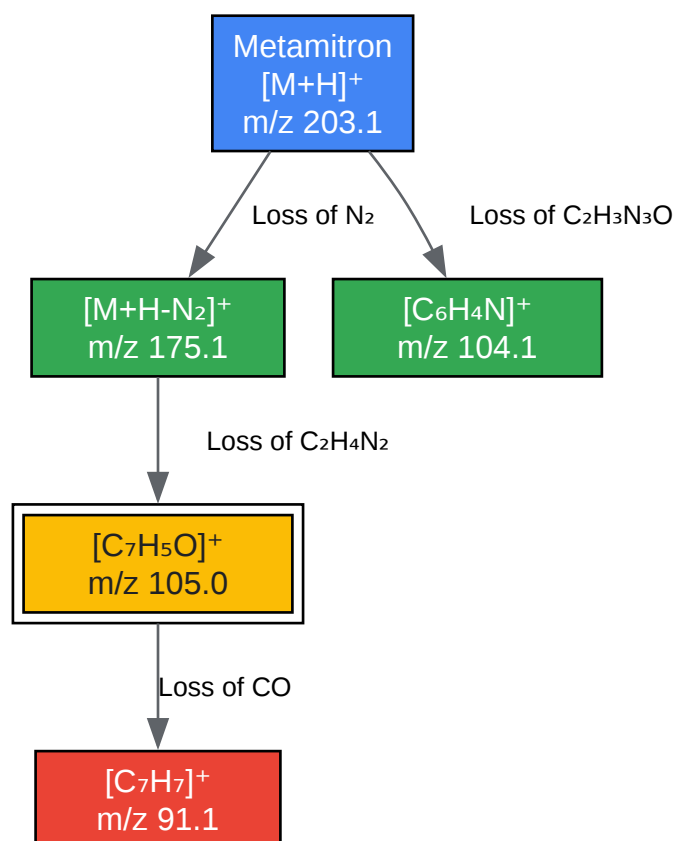 Metamitron
[M+H]⁺
m/z 203.1
Loss of N₂
Loss of C₂H₃N₃O
[M+H-N₂]⁺
m/z 175.1
[C₆H₄N]⁺
m/z 104.1
Loss of C₂H₄N₂
[C₇H₅O]⁺
m/z 105.0
Loss of CO
[C₇H₇]⁺
m/z 91.1